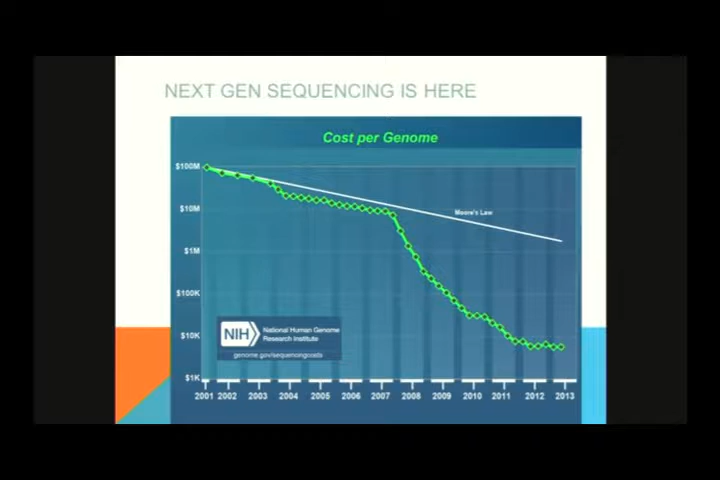 NEXT GEN SEQUENCING IS HERE
Cost per Genome
$100M
$10M
$1M
$100K
$10K
$1K
Moore's Law
NIH
National Human Genome
Research Institute
genome.gov/sequencingcosts
2001 2002 2003 2004 2005 2006 2007 2008 2009 2010 2011 2012 2013